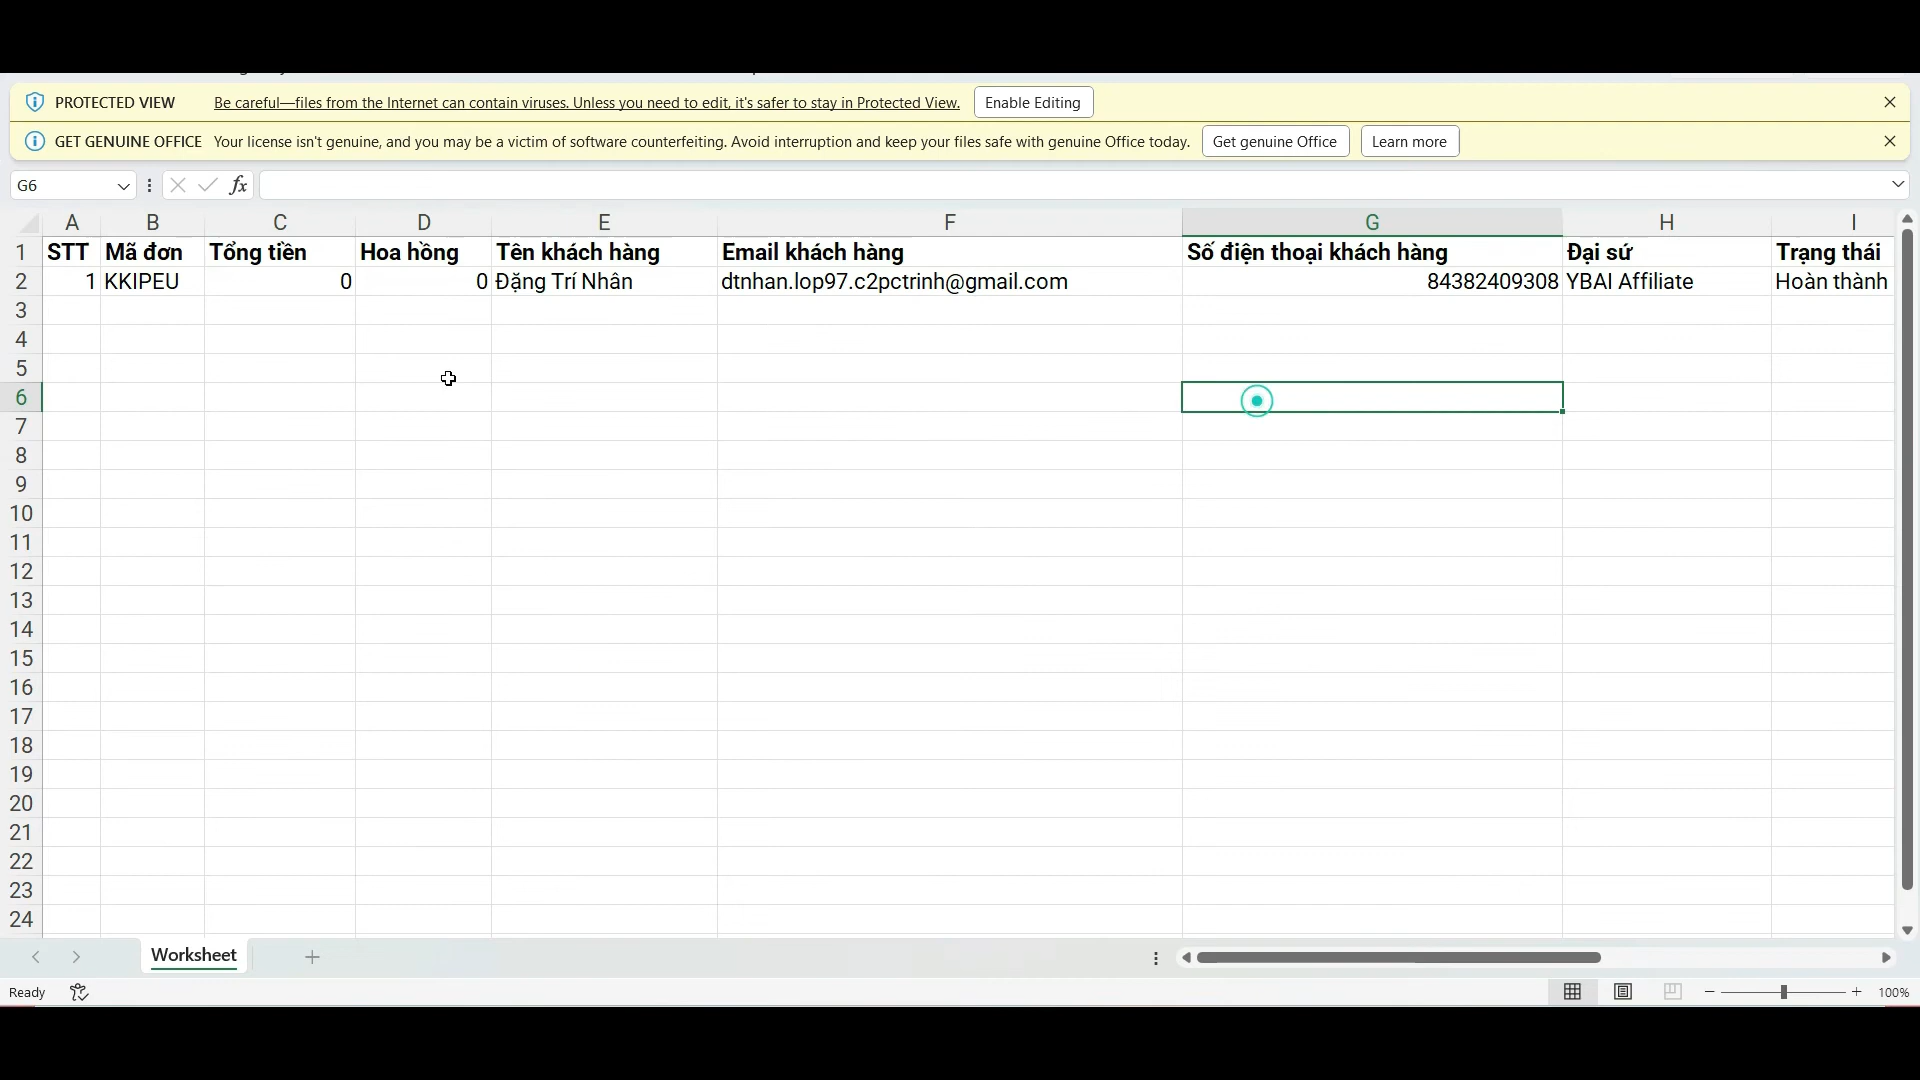 PROTECTED VIEW Be careful—files from the Internet can contain viruses. Unless you need to edit, it's safer to stay in Protected View. Enable Editing
GET GENUINE OFFICE Your license isn't genuine, and you may be a victim of software counterfeiting. Avoid interruption and keep your files safe with genuine Office today. Get genuine Office Learn more
G6 fx
A B C D E F G H I
1 STT Mã đơn Tổng tiền Hoa hồng Tên khách hàng Email khách hàng Số điện thoại khách hàng Đại sứ Trạng thái
2 1 KKIPEU 0 0 Đặng Trí Nhân dtnhan.lop97.c2pctrinh@gmail.com 84382409308 YBAI Affiliate Hoàn thành
3
4
5
6
7
8
9
10
11
12
13
14
15
16
17
18
19
20
21
22
23
24
Worksheet
Ready 100%